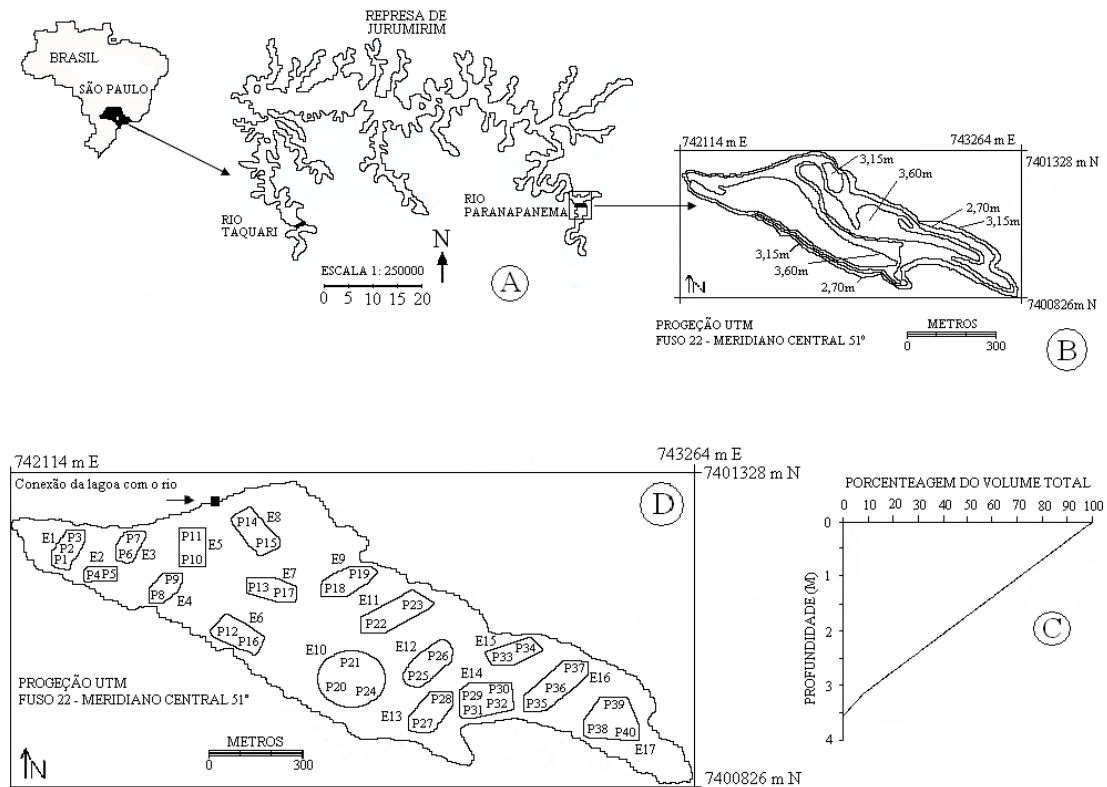 REPRESA DE
JURUMIRIM
BRASIL
SÃO PAULO
RIO
TAQUARI
RIO
PARANAPANEMA
N
ESCALA 1: 250000
0 5 10 15 20
A
742114 m E
743264 m E
7401328 m N
3,15m
3,60m
2,70m
3,15m
3,15m
3,60m
2,70m
N
7400826m N
PROGEÇÃO UTM
FUSO 22 - MERIDIANO CENTRAL 51º
METROS
0 300
B
742114 m E
743264 m E
7401328 m N
Conexão da lagoa com o rio
D
E1 P3
P2
P1
E2
P4 P5
P7
P6 E3
P9
P8 E4
P11
P10
E5
P14
P15
E8
E7
P13 P17
E6
P12
P16
E9
P19
P18
E11
P23
P22
E10
P21
P20 P24
E12
P26
P25
E13
P28
P27
E14
P29 P30
P31 P32
E15
P34
P33
P37
P36
P35
E16
P39
P38 P40
E17
PROGEÇÃO UTM
FUSO 22 - MERIDIANO CENTRAL 51º
METROS
0 300
N
7400826 m N
PORCENTEAGEM DO VOLUME TOTAL
0 10 20 30 40 50 60 70 80 90 100
0
1
2
3
4
PROFUNDIDADE (M)
C